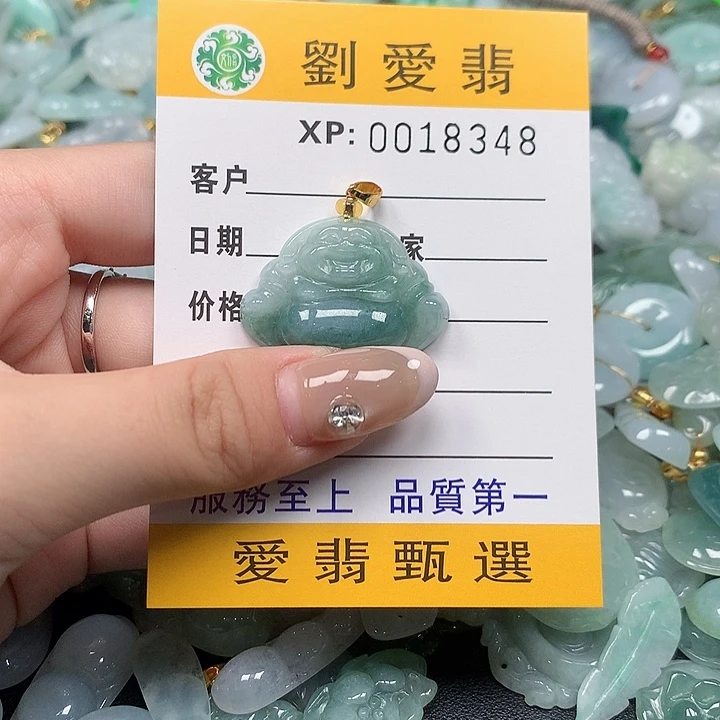 劉愛翡
XP: 0018348
客户
日期 家
价格
服務至上 品質第一
愛翡甄選